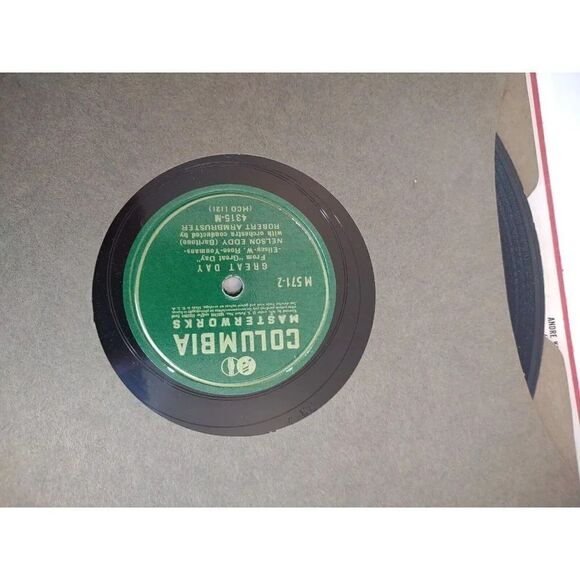 COLUMBIA
MASTERWORKS
M 571-2
GREAT DAY
From "Great Day"
-Eliscu-W. Rose-Youmans-
NELSON EDDY (Baritone)
with orchestra conducted by
ROBERT ARMBRUSTER
4315-M
(MCO 1121)
ANDRE